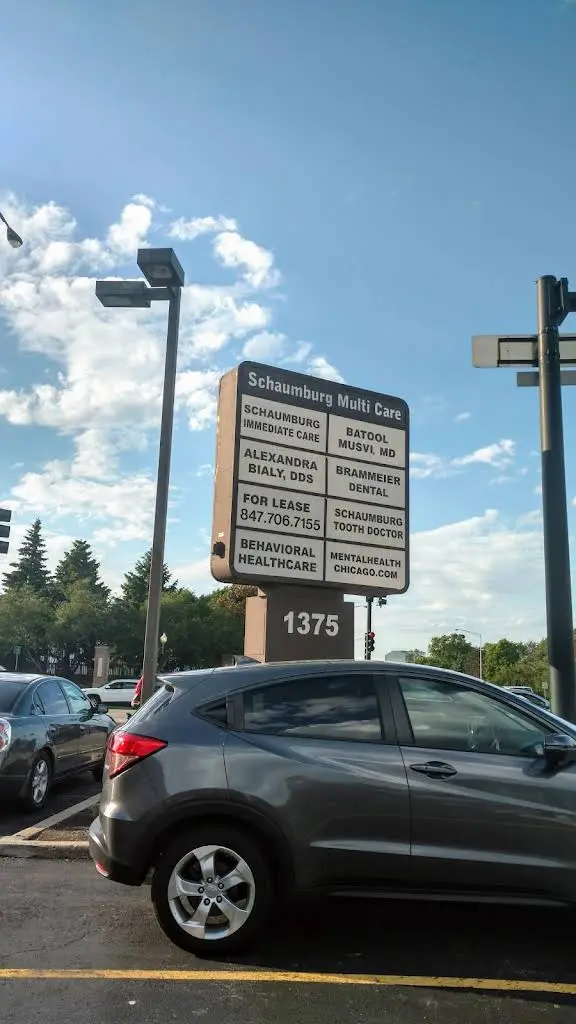 Schaumburg Multi Care
SCHAUMBURG
IMMEDIATE CARE
BATOOL
MUSVI, MD
ALEXANDRA
BIALY, DDS
BRAMMEIER
DENTAL
FOR LEASE
847.706.7155
SCHAUMBURG
TOOTH DOCTOR
BEHAVIORAL
HEALTHCARE
MENTALHEALTH
CHICAGO.COM
1375